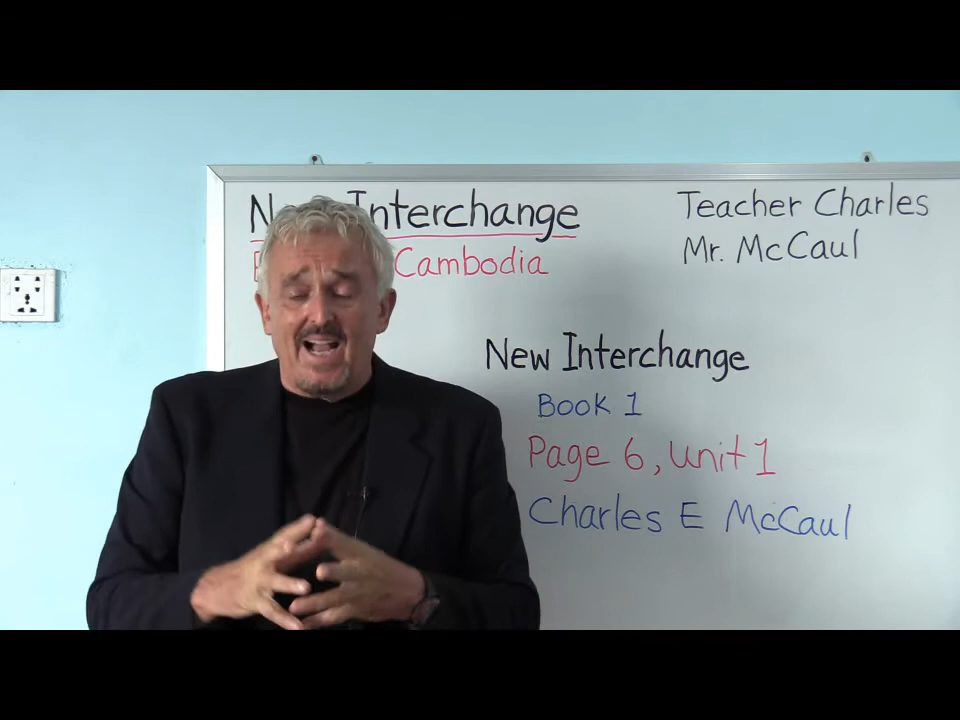 Interchange
Cambodia
Teacher Charles
Mr. McCaul
New Interchange
Book 1
Page 6, Unit 1
Charles E McCaul